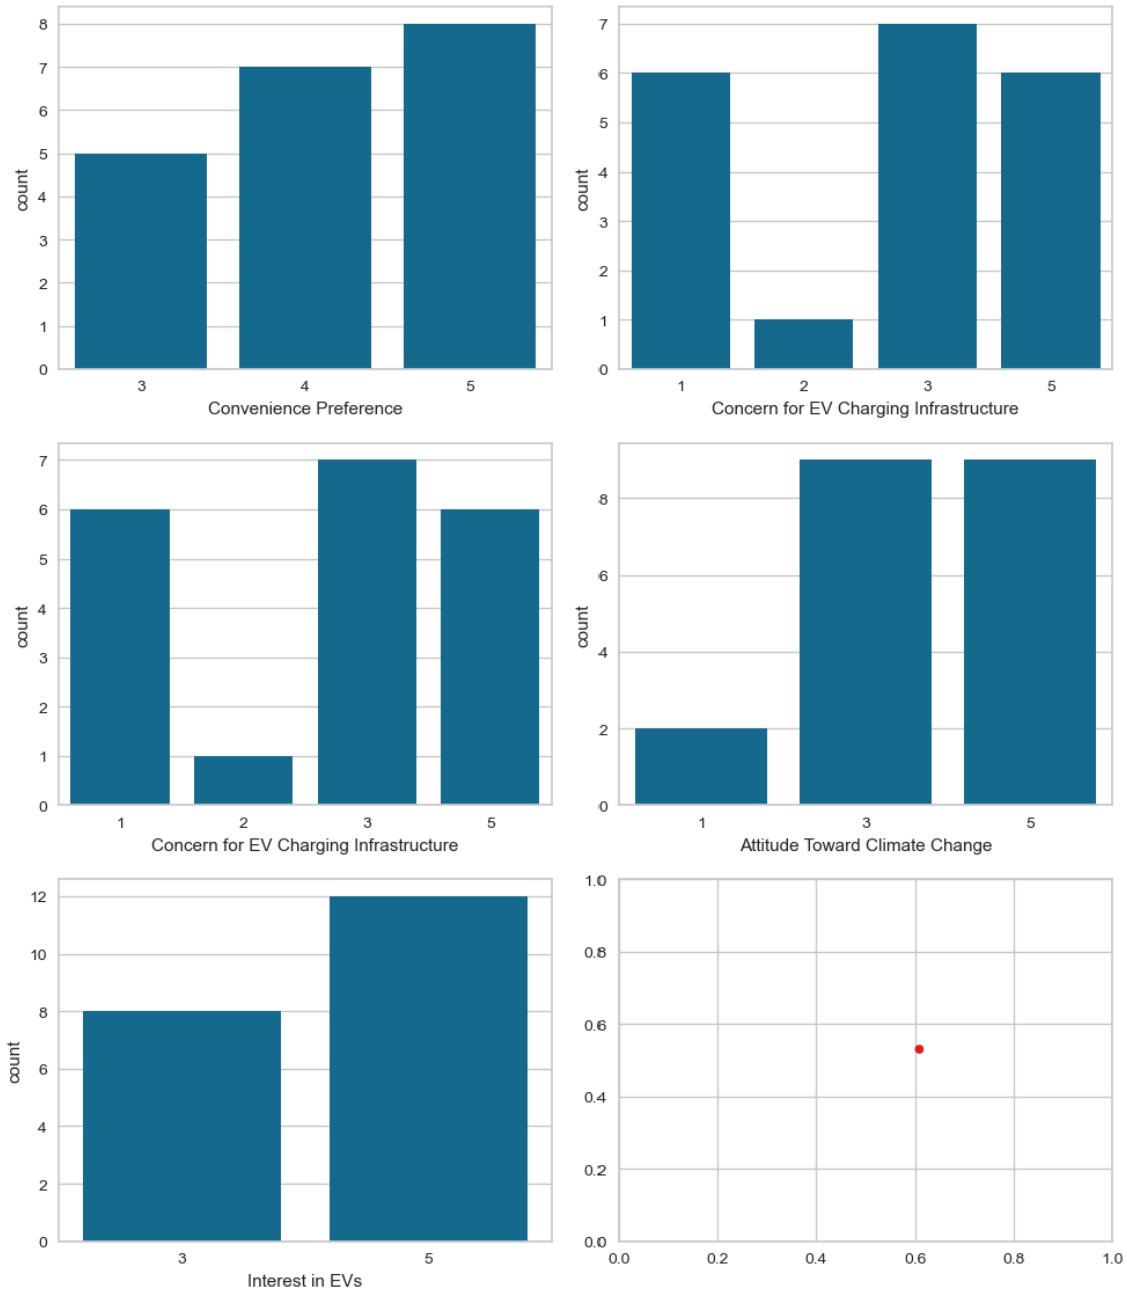 8
7
6
5
4
3
2
1
0
count
3 4 5
Convenience Preference
7
6
5
4
3
2
1
0
count
1 2 3 5
Concern for EV Charging Infrastructure
7
6
5
4
3
2
1
0
count
1 2 3 5
Concern for EV Charging Infrastructure
8
6
4
2
0
count
1 3 5
Attitude Toward Climate Change
12
10
8
6
4
2
0
count
3 5
Interest in EVs
1.0
0.8
0.6
0.4
0.2
0.0
0.0 0.2 0.4 0.6 0.8 1.0